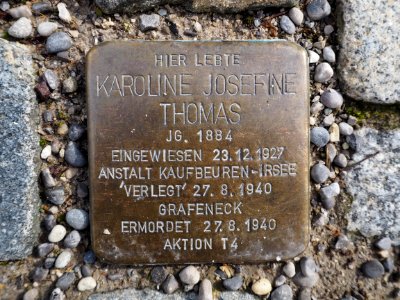 HIER LEBTE
KAROLINE JOSEFINE
THOMAS
JG. 1884
EINGEWIESEN 23.12.1927
ANSTALT KAUFBEUREN-IRSEE
'VERLEGT' 27.8.1940
GRAFENECK
ERMORDET 27.8.1940
AKTION T4